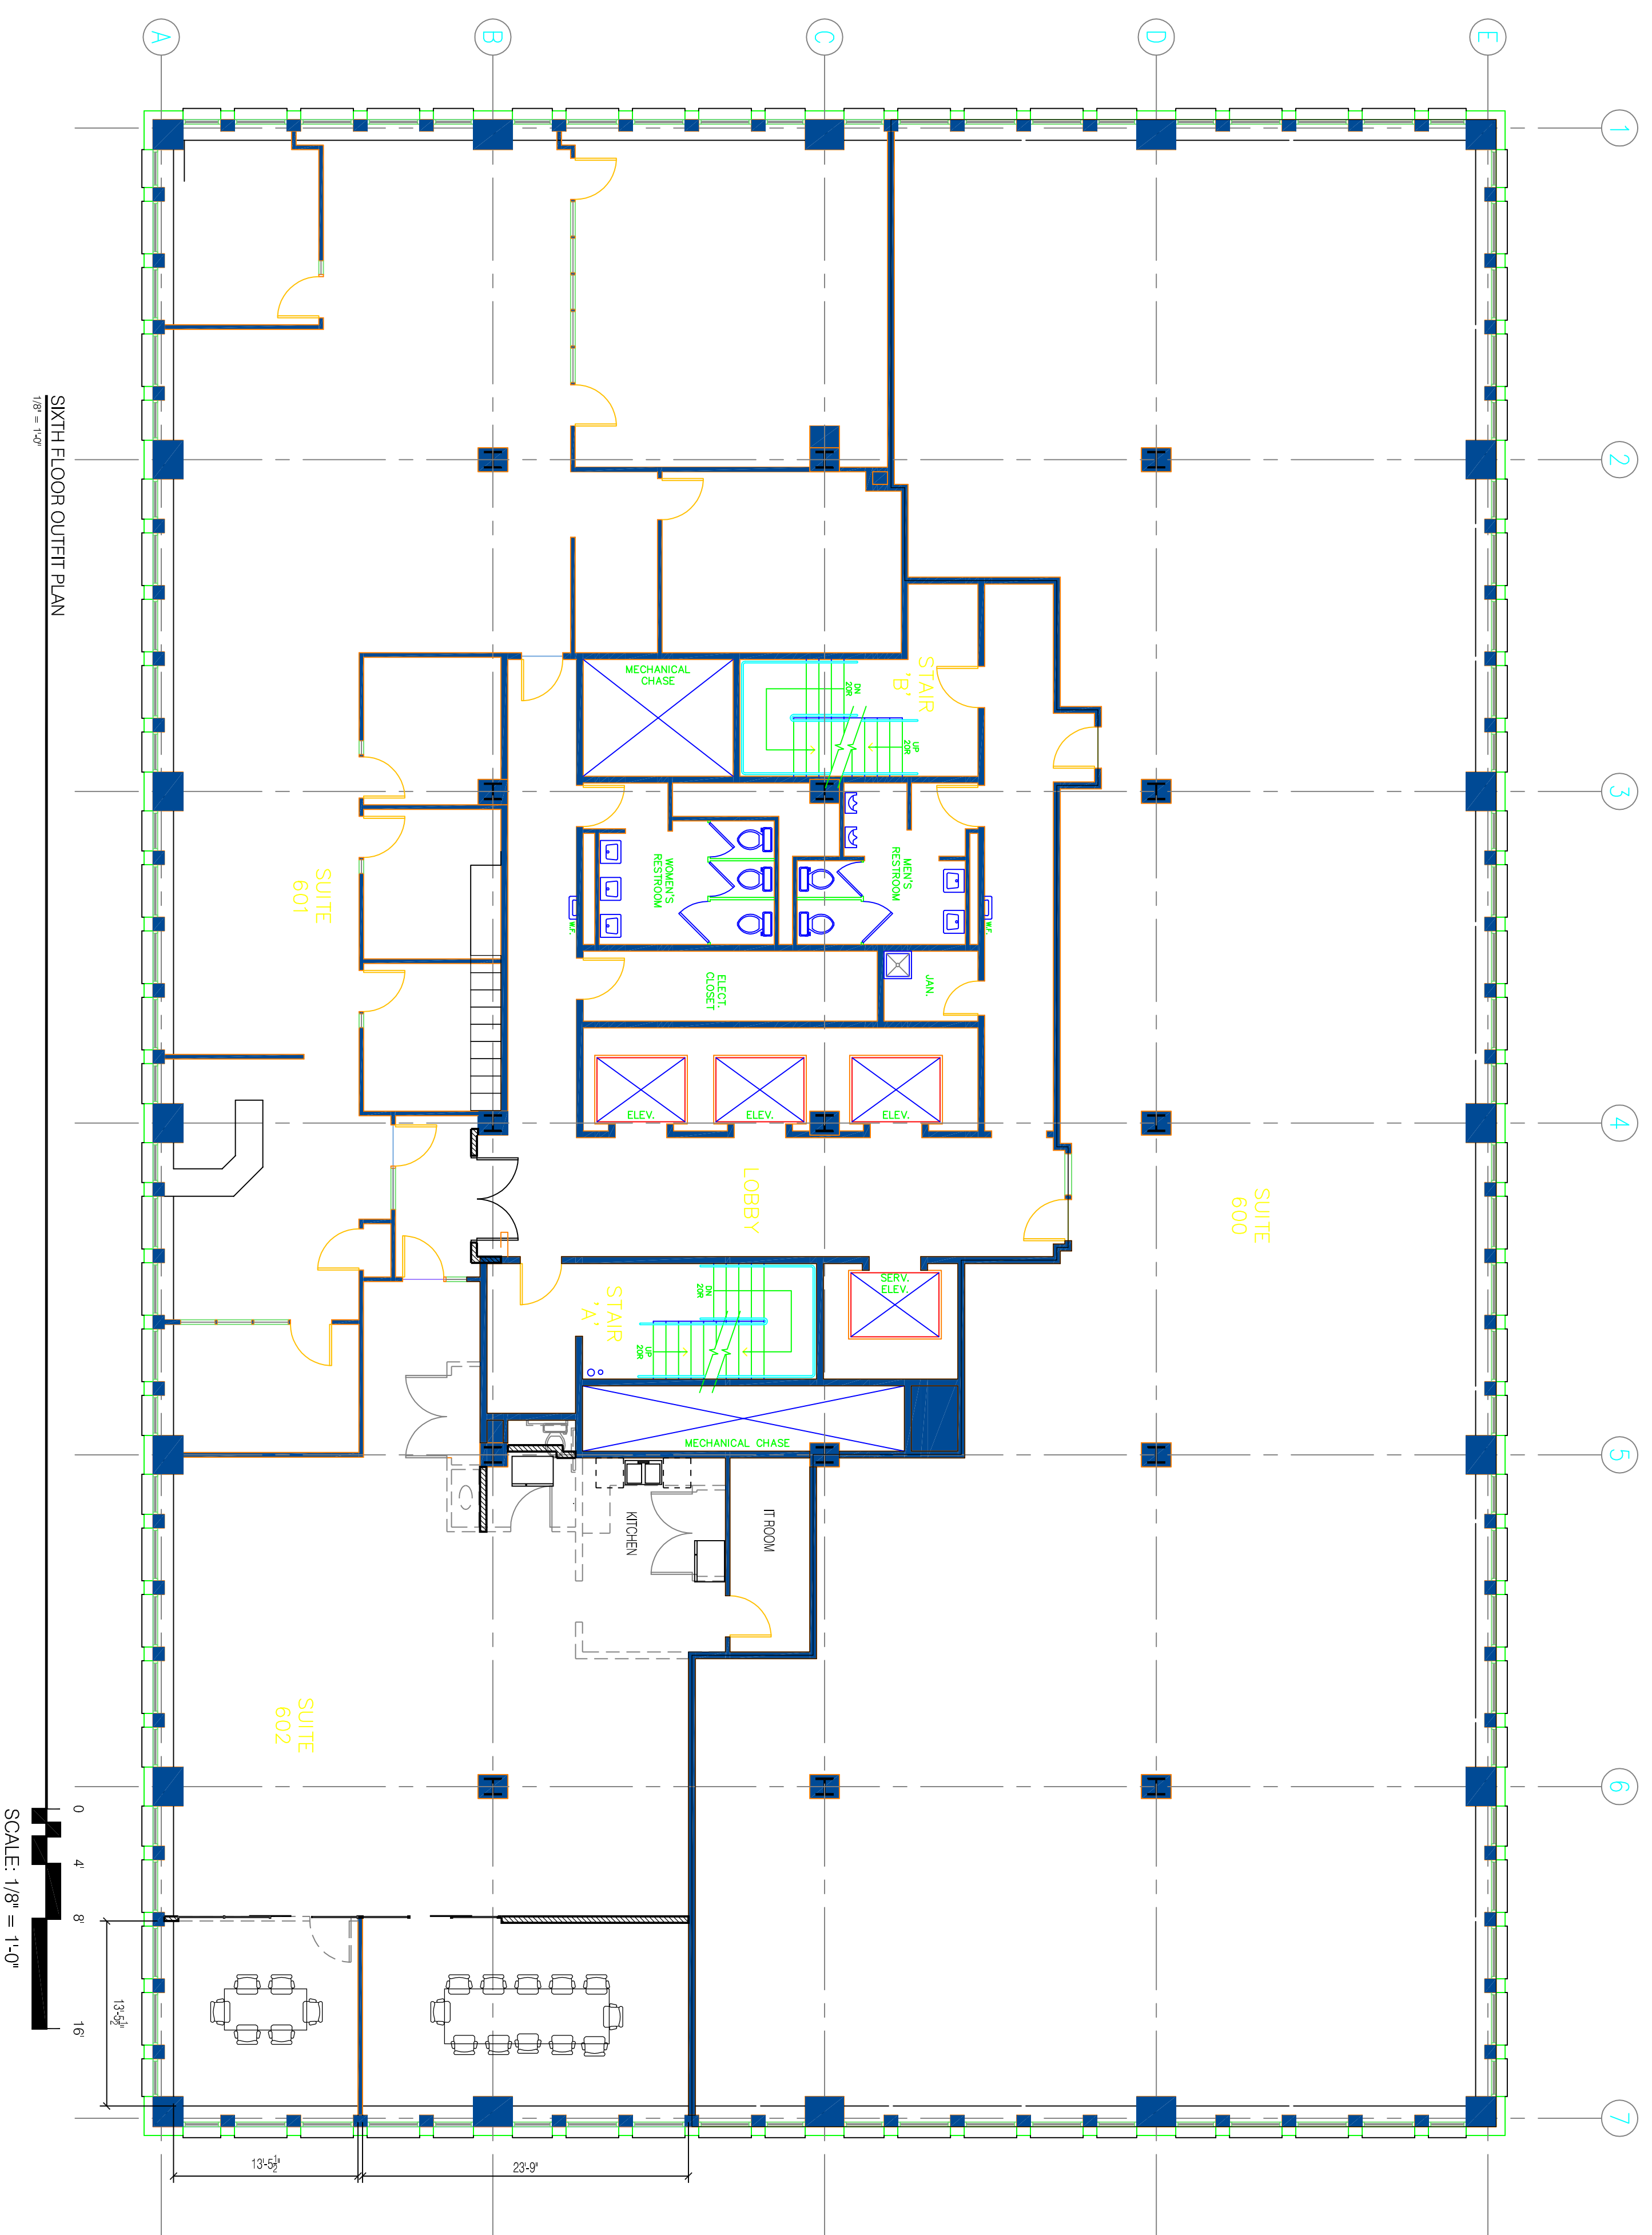 A
B
C
D
E
1
2
3
4
5
6
7
MECHANICAL
CHASE
STAIR
'B'
DN
20R
UP
20R
WOMEN'S
RESTROOM
MEN'S
RESTROOM
W.F.
W.F.
ELECT.
CLOSET
JAN.
SUITE
601
ELEV.
ELEV.
ELEV.
LOBBY
SUITE
600
STAIR
'A'
DN
20R
UP
20R
SERV.
ELEV.
MECHANICAL CHASE
KITCHEN
IT ROOM
SUITE
602
13'-5½"
13'-5½"
23'-9"
SIXTH FLOOR OUTFIT PLAN
1/8" = 1'-0"
0
4'
8'
16'
SCALE: 1/8" = 1'-0"